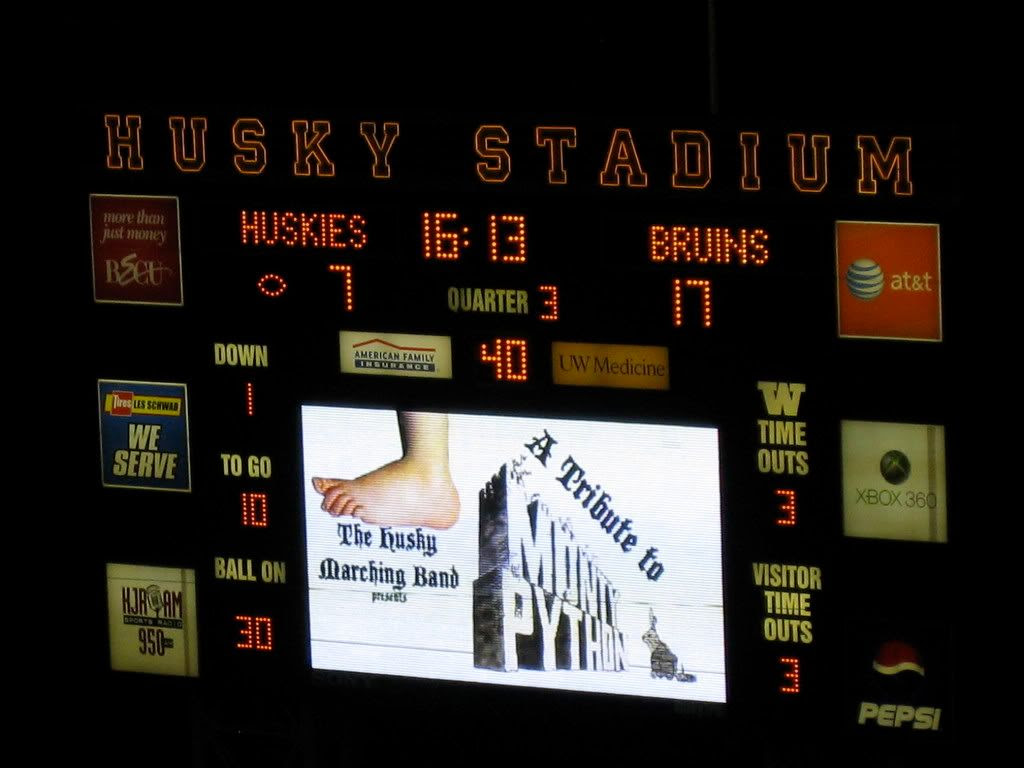 HUSKY STADIUM
more than
just money
BECU
HUSKIES 16:13 BRUINS
at&t
7 QUARTER 3 17
DOWN
1
AMERICAN FAMILY
INSURANCE
40
UW Medicine
Tires LES SCHWAB
WE
SERVE
TO GO
10
BALL ON
30
W
TIME
OUTS
3
XBOX 360
VISITOR
TIME
OUTS
3
KJR AM
SPORTS RADIO
950
PEPSI
The Husky
Marching Band
presents
A Tribute to
MONTY
PYTHON